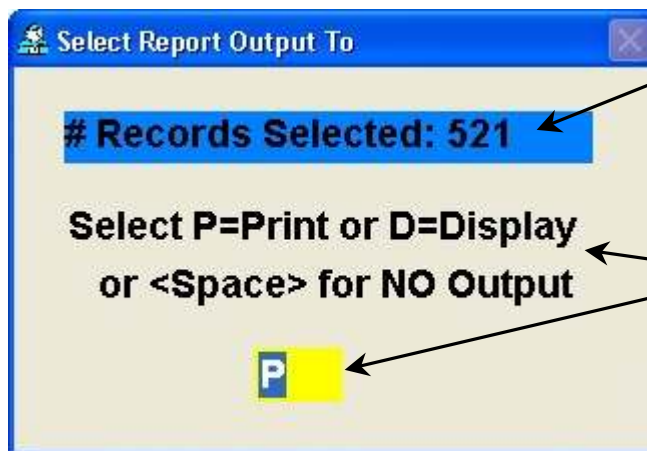 Select Report Output To
# Records Selected: 521
Select P=Print or D=Display
or <Space> for NO Output
P